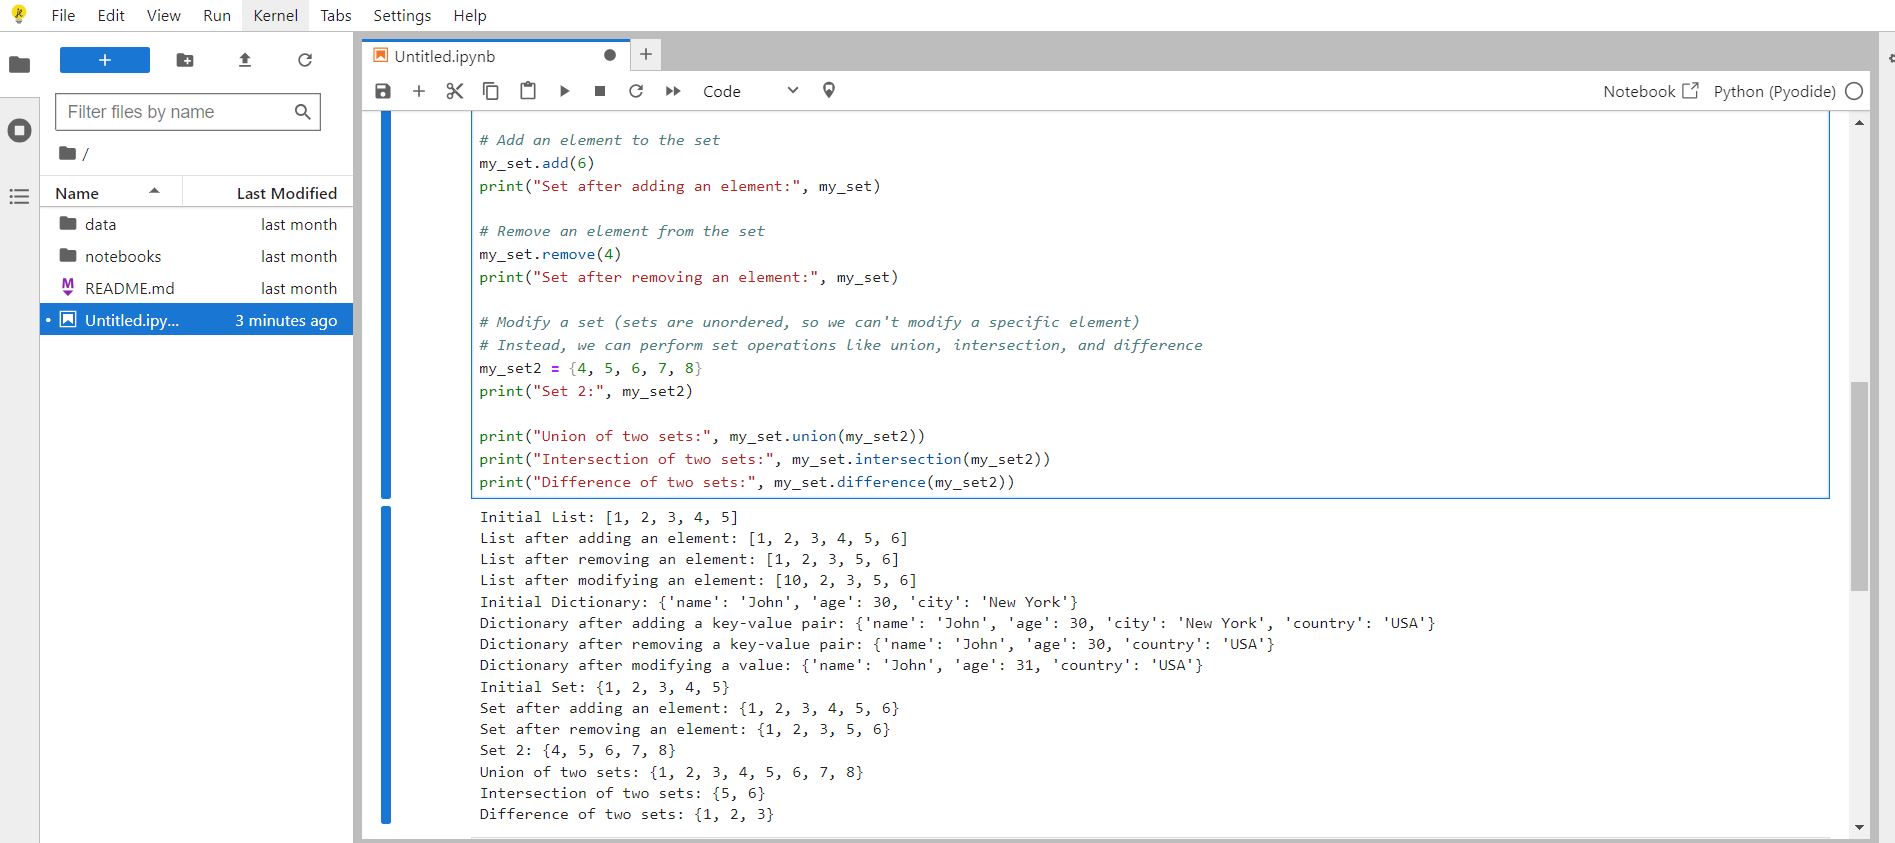 File Edit View Run Kernel Tabs Settings Help
Filter files by name
/
Name Last Modified
data last month
notebooks last month
README.md last month
Untitled.ipy... 3 minutes ago
Untitled.ipynb
Code Notebook Python (Pyodide)
# Add an element to the set
my_set.add(6)
print("Set after adding an element:", my_set)
# Remove an element from the set
my_set.remove(4)
print("Set after removing an element:", my_set)
# Modify a set (sets are unordered, so we can't modify a specific element)
# Instead, we can perform set operations like union, intersection, and difference
my_set2 = {4, 5, 6, 7, 8}
print("Set 2:", my_set2)
print("Union of two sets:", my_set.union(my_set2))
print("Intersection of two sets:", my_set.intersection(my_set2))
print("Difference of two sets:", my_set.difference(my_set2))
Initial List: [1, 2, 3, 4, 5]
List after adding an element: [1, 2, 3, 4, 5, 6]
List after removing an element: [1, 2, 3, 5, 6]
List after modifying an element: [10, 2, 3, 5, 6]
Initial Dictionary: {'name': 'John', 'age': 30, 'city': 'New York'}
Dictionary after adding a key-value pair: {'name': 'John', 'age': 30, 'city': 'New York', 'country': 'USA'}
Dictionary after removing a key-value pair: {'name': 'John', 'age': 30, 'country': 'USA'}
Dictionary after modifying a value: {'name': 'John', 'age': 31, 'country': 'USA'}
Initial Set: {1, 2, 3, 4, 5}
Set after adding an element: {1, 2, 3, 4, 5, 6}
Set after removing an element: {1, 2, 3, 5, 6}
Set 2: {4, 5, 6, 7, 8}
Union of two sets: {1, 2, 3, 4, 5, 6, 7, 8}
Intersection of two sets: {5, 6}
Difference of two sets: {1, 2, 3}